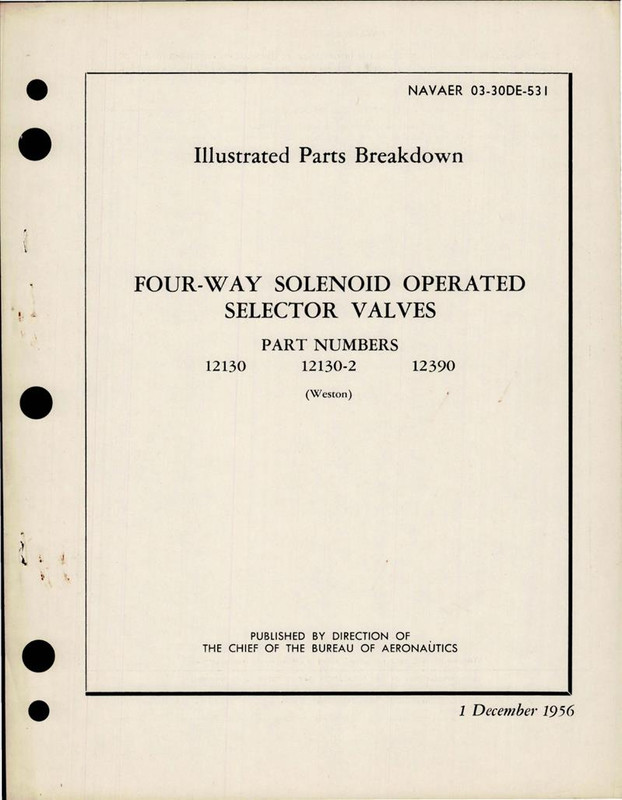 NAVAER 03-30DE-531
Illustrated Parts Breakdown
FOUR-WAY SOLENOID OPERATED
SELECTOR VALVES
PART NUMBERS
12130 12130-2 12390
(Weston)
PUBLISHED BY DIRECTION OF
THE CHIEF OF THE BUREAU OF AERONAUTICS
1 December 1956